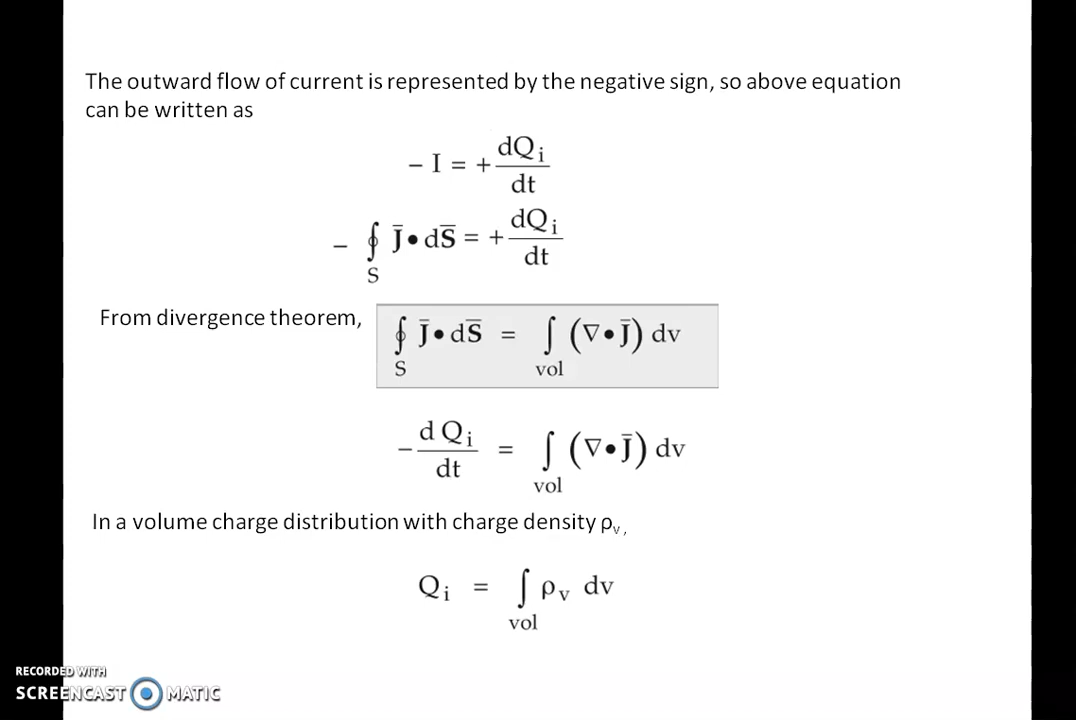 The outward flow of current is represented by the negative sign, so above equation
can be written as
− I = + dQi/dt
− ∮S J̄•dS̄ = + dQi/dt
From divergence theorem, ∮S J̄•dS̄ = ∫vol (∇•J̄) dv
− d Qi/dt = ∫vol (∇•J̄) dv
In a volume charge distribution with charge density ρv,
Qi = ∫vol ρv dv
RECORDED WITH
SCREENCAST MATIC